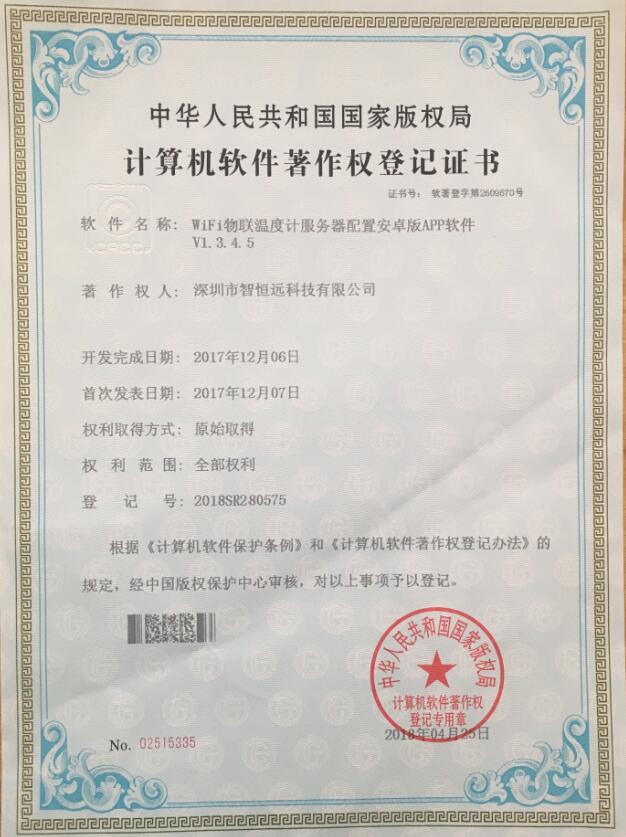 中华人民共和国国家版权局
计算机软件著作权登记证书
证书号： 软著登字第2609670号
软件名称： WiFi物联温度计服务器配置安卓版APP软件
V1.3.4.5
著作权人： 深圳市智恒远科技有限公司
开发完成日期： 2017年12月06日
首次发表日期： 2017年12月07日
权利取得方式： 原始取得
权利范围： 全部权利
登记号： 2018SR280575
根据《计算机软件保护条例》和《计算机软件著作权登记办法》的
规定，经中国版权保护中心审核，对以上事项予以登记。
中华人民共和国国家版权局
计算机软件著作权
登记专用章
2018年04月25日
No. 02515335